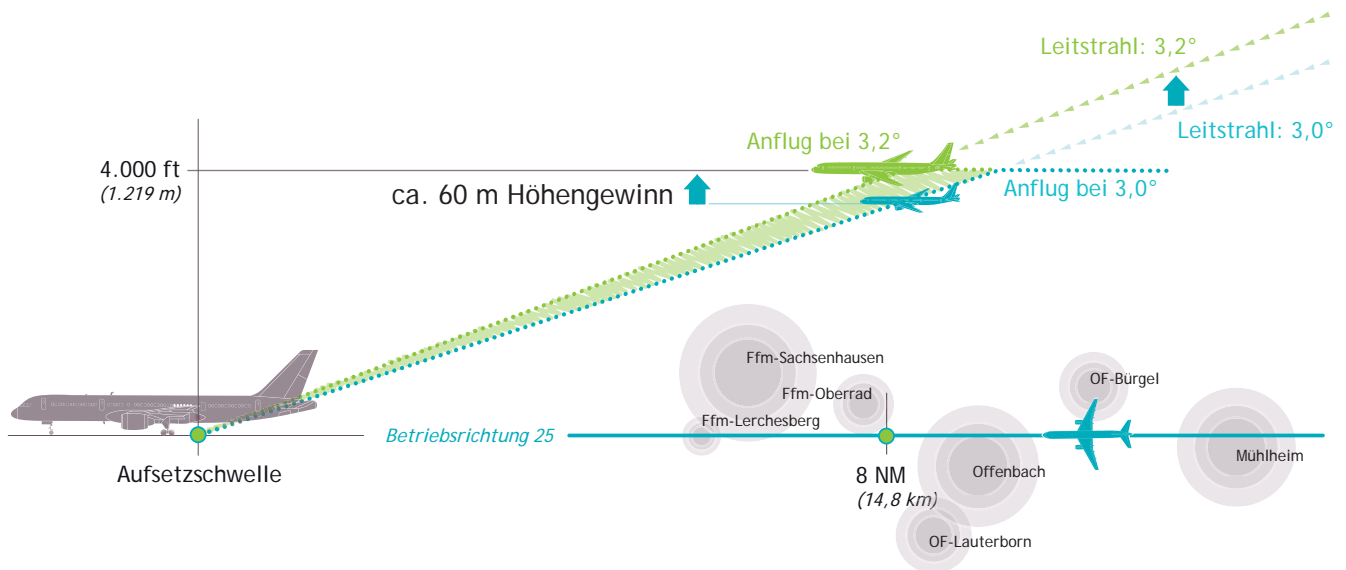 Leitstrahl: 3,2°
Leitstrahl: 3,0°
Anflug bei 3,2°
4.000 ft
(1.219 m)
ca. 60 m Höhengewinn
Anflug bei 3,0°
Ffm-Sachsenhausen
OF-Bürgel
Ffm-Oberrad
Ffm-Lerchesberg
Betriebsrichtung 25
Mühlheim
Aufsetzschwelle
8 NM
(14,8 km)
Offenbach
OF-Lauterborn